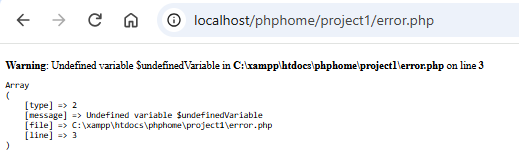 localhost/phphome/project1/error.php
Warning: Undefined variable $undefinedVariable in C:\xampp\htdocs\phphome\project1\error.php on line 3
Array
(
    [type] => 2
    [message] => Undefined variable $undefinedVariable
    [file] => C:\xampp\htdocs\phphome\project1\error.php
    [line] => 3
)